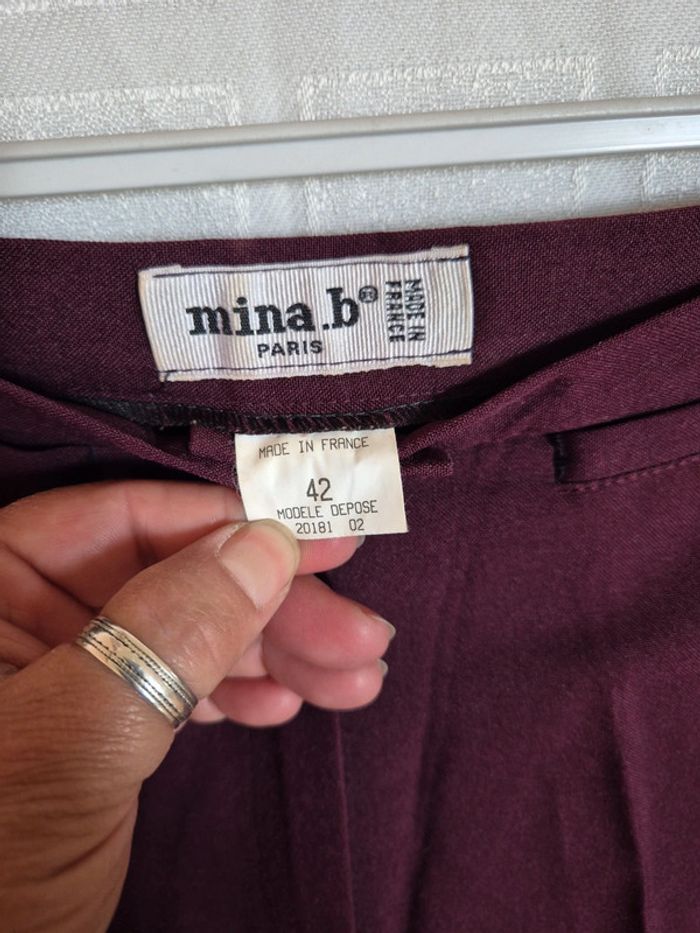 mina.b®
PARIS
MADE IN
FRANCE
MADE IN FRANCE
42
MODELE DEPOSE
20181 02